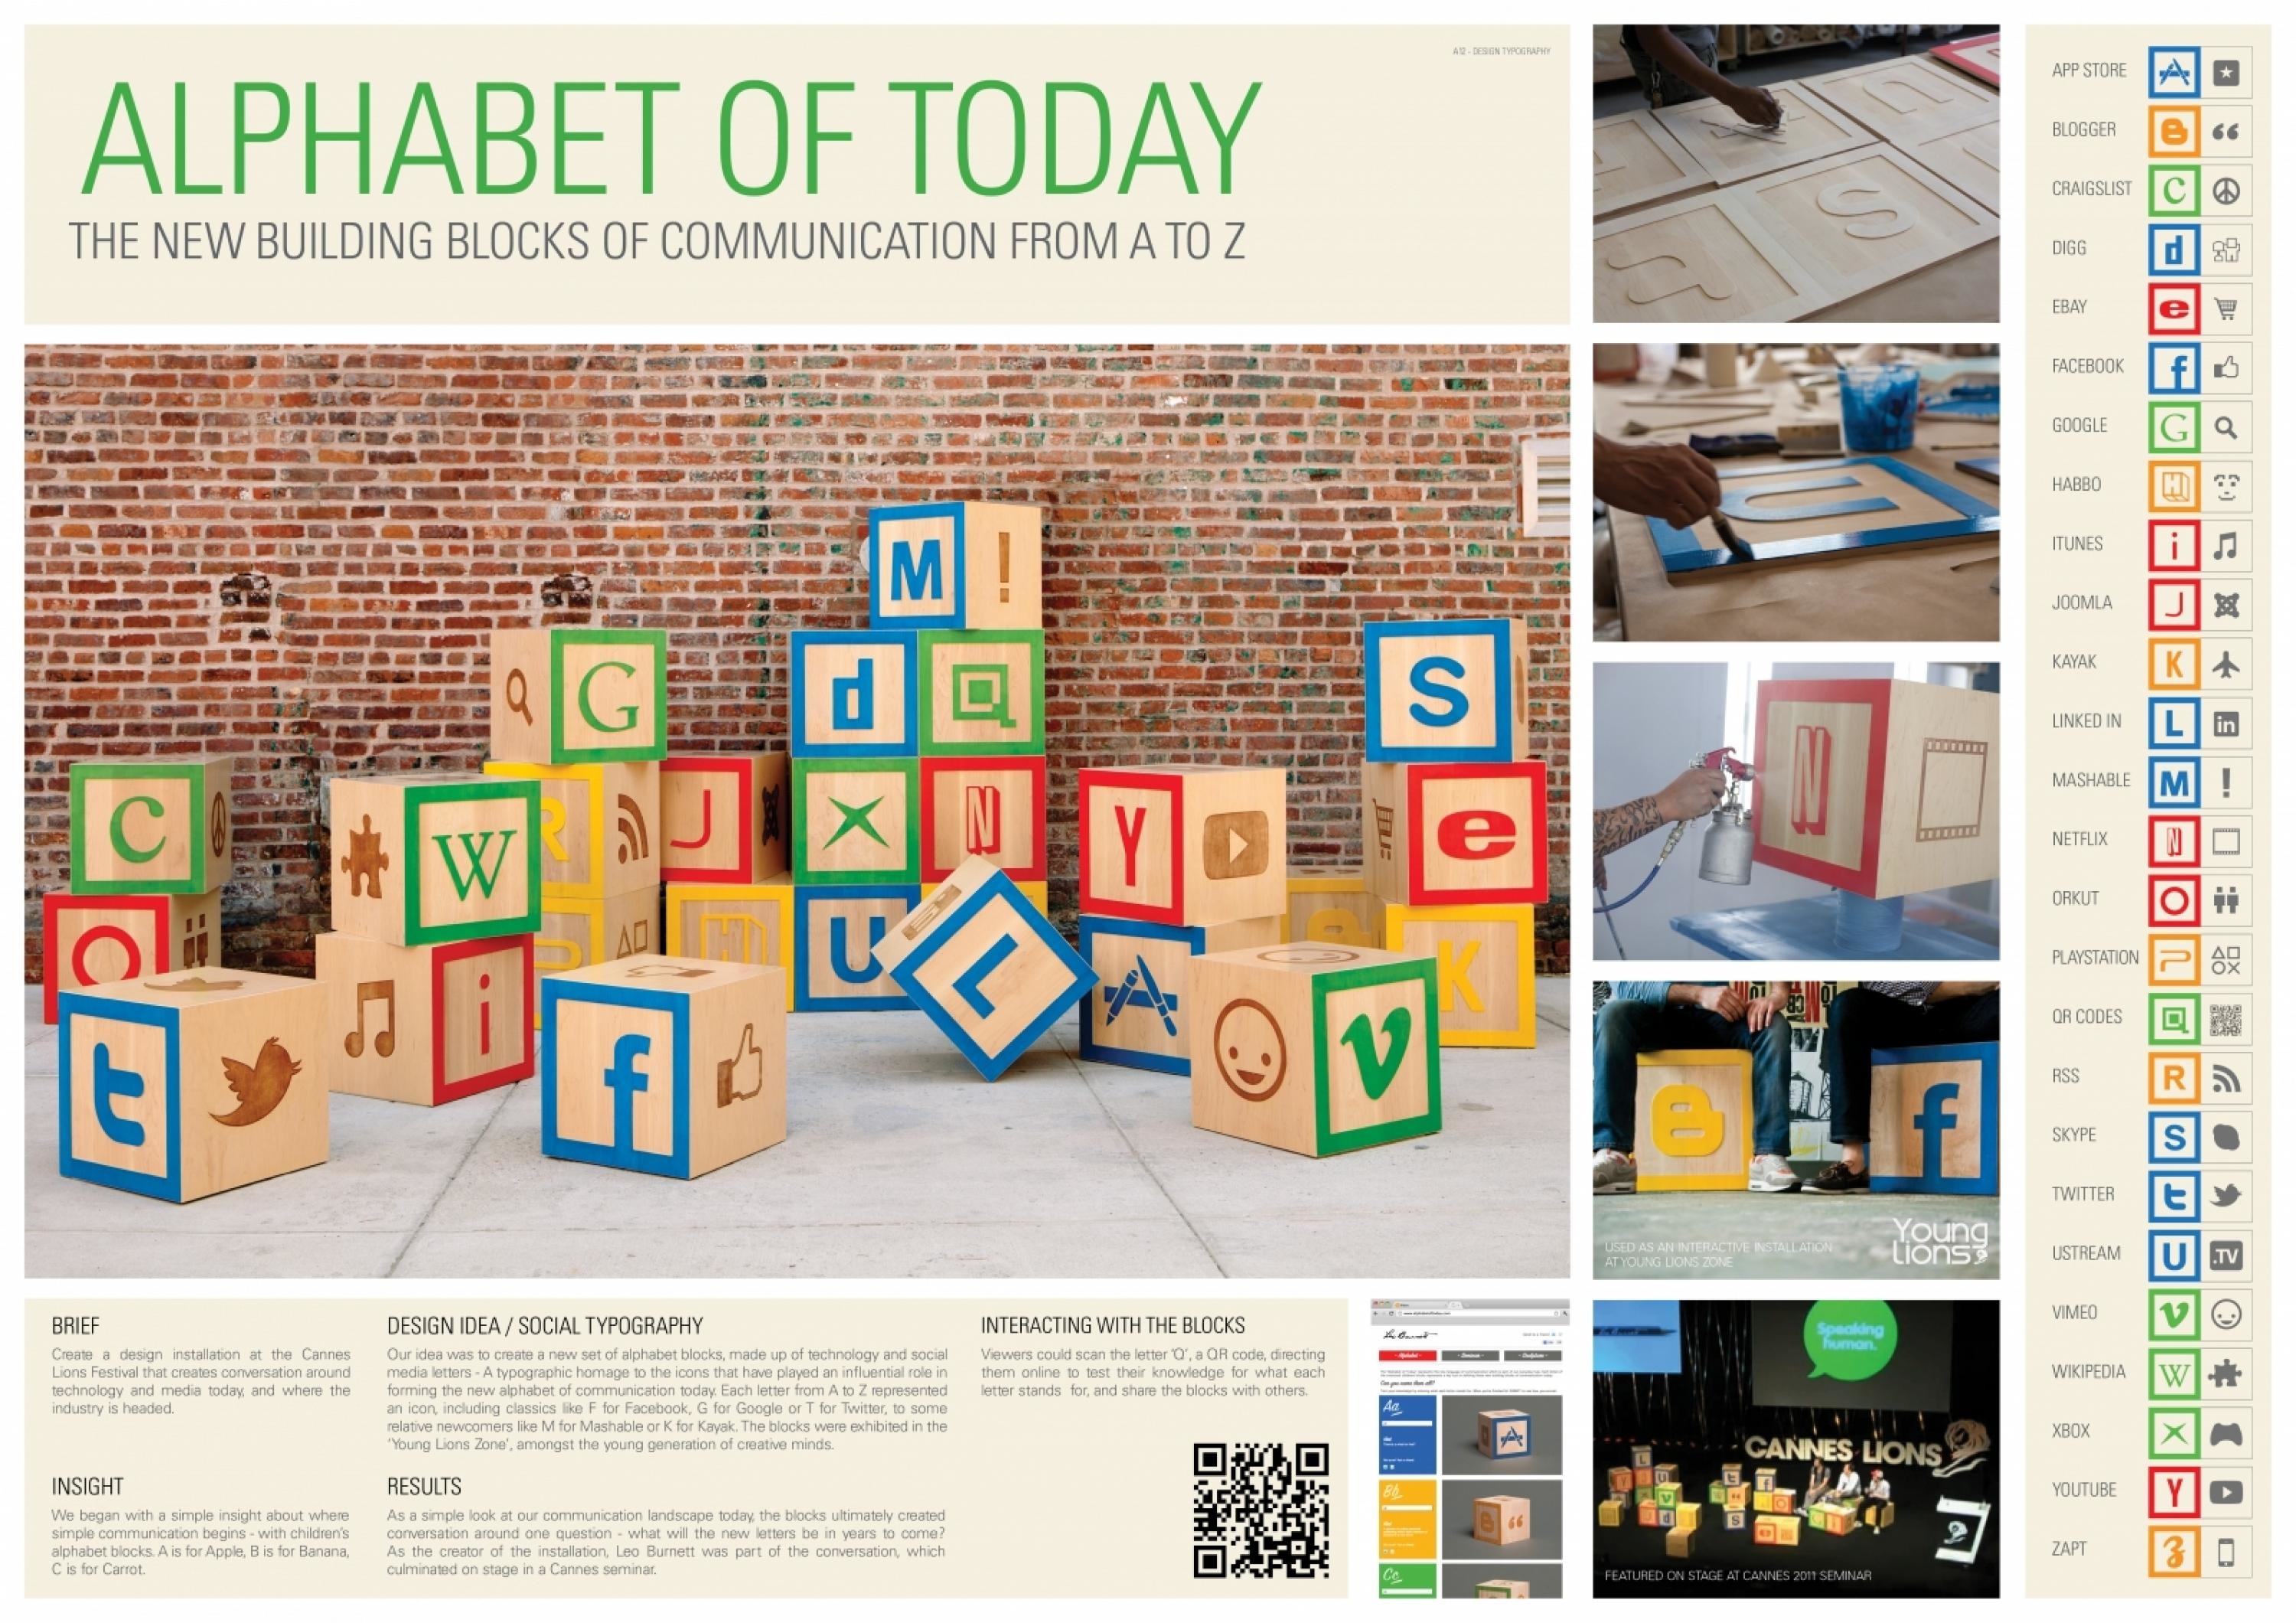 A12 - DESIGN TYPOGRAPHY
ALPHABET OF TODAY
THE NEW BUILDING BLOCKS OF COMMUNICATION FROM A TO Z
M !
G d Q S
C W R J X N Y e
O i P H U L A B K
t f v
BRIEF
Create a design installation at the Cannes
Lions Festival that creates conversation around
technology and media today, and where the
industry is headed.
INSIGHT
We began with a simple insight about where
simple communication begins - with children's
alphabet blocks. A is for Apple, B is for Banana,
C is for Carrot.
DESIGN IDEA / SOCIAL TYPOGRAPHY
Our idea was to create a new set of alphabet blocks, made up of technology and social
media letters - A typographic homage to the icons that have played an influential role in
forming the new alphabet of communication today. Each letter from A to Z represented
an icon, including classics like F for Facebook, G for Google or T for Twitter, to some
relative newcomers like M for Mashable or K for Kayak. The blocks were exhibited in the
'Young Lions Zone', amongst the young generation of creative minds.
RESULTS
As a simple look at our communication landscape today, the blocks ultimately created
conversation around one question - what will the new letters be in years to come?
As the creator of the installation, Leo Burnett was part of the conversation, which
culminated on stage in a Cannes seminar.
INTERACTING WITH THE BLOCKS
Viewers could scan the letter 'Q', a QR code, directing
them online to test their knowledge for what each
letter stands for, and share the blocks with others.
Leo Burnett
Can you name them all?
Aa
Bb
Cc
S
U
N
B f
USED AS AN INTERACTIVE INSTALLATION
AT YOUNG LIONS ZONE
Young
Lions
Speaking
human.
CANNES LIONS
FEATURED ON STAGE AT CANNES 2011 SEMINAR
APP STORE A
BLOGGER B “
CRAIGSLIST C
DIGG d
EBAY e
FACEBOOK f
GOOGLE G
HABBO H
ITUNES i
JOOMLA J
KAYAK K
LINKED IN L in
MASHABLE M !
NETFLIX N
ORKUT O
PLAYSTATION P
QR CODES Q
RSS R
SKYPE S
TWITTER t
USTREAM U .TV
VIMEO v
WIKIPEDIA W
XBOX X
YOUTUBE Y
ZAPT Z